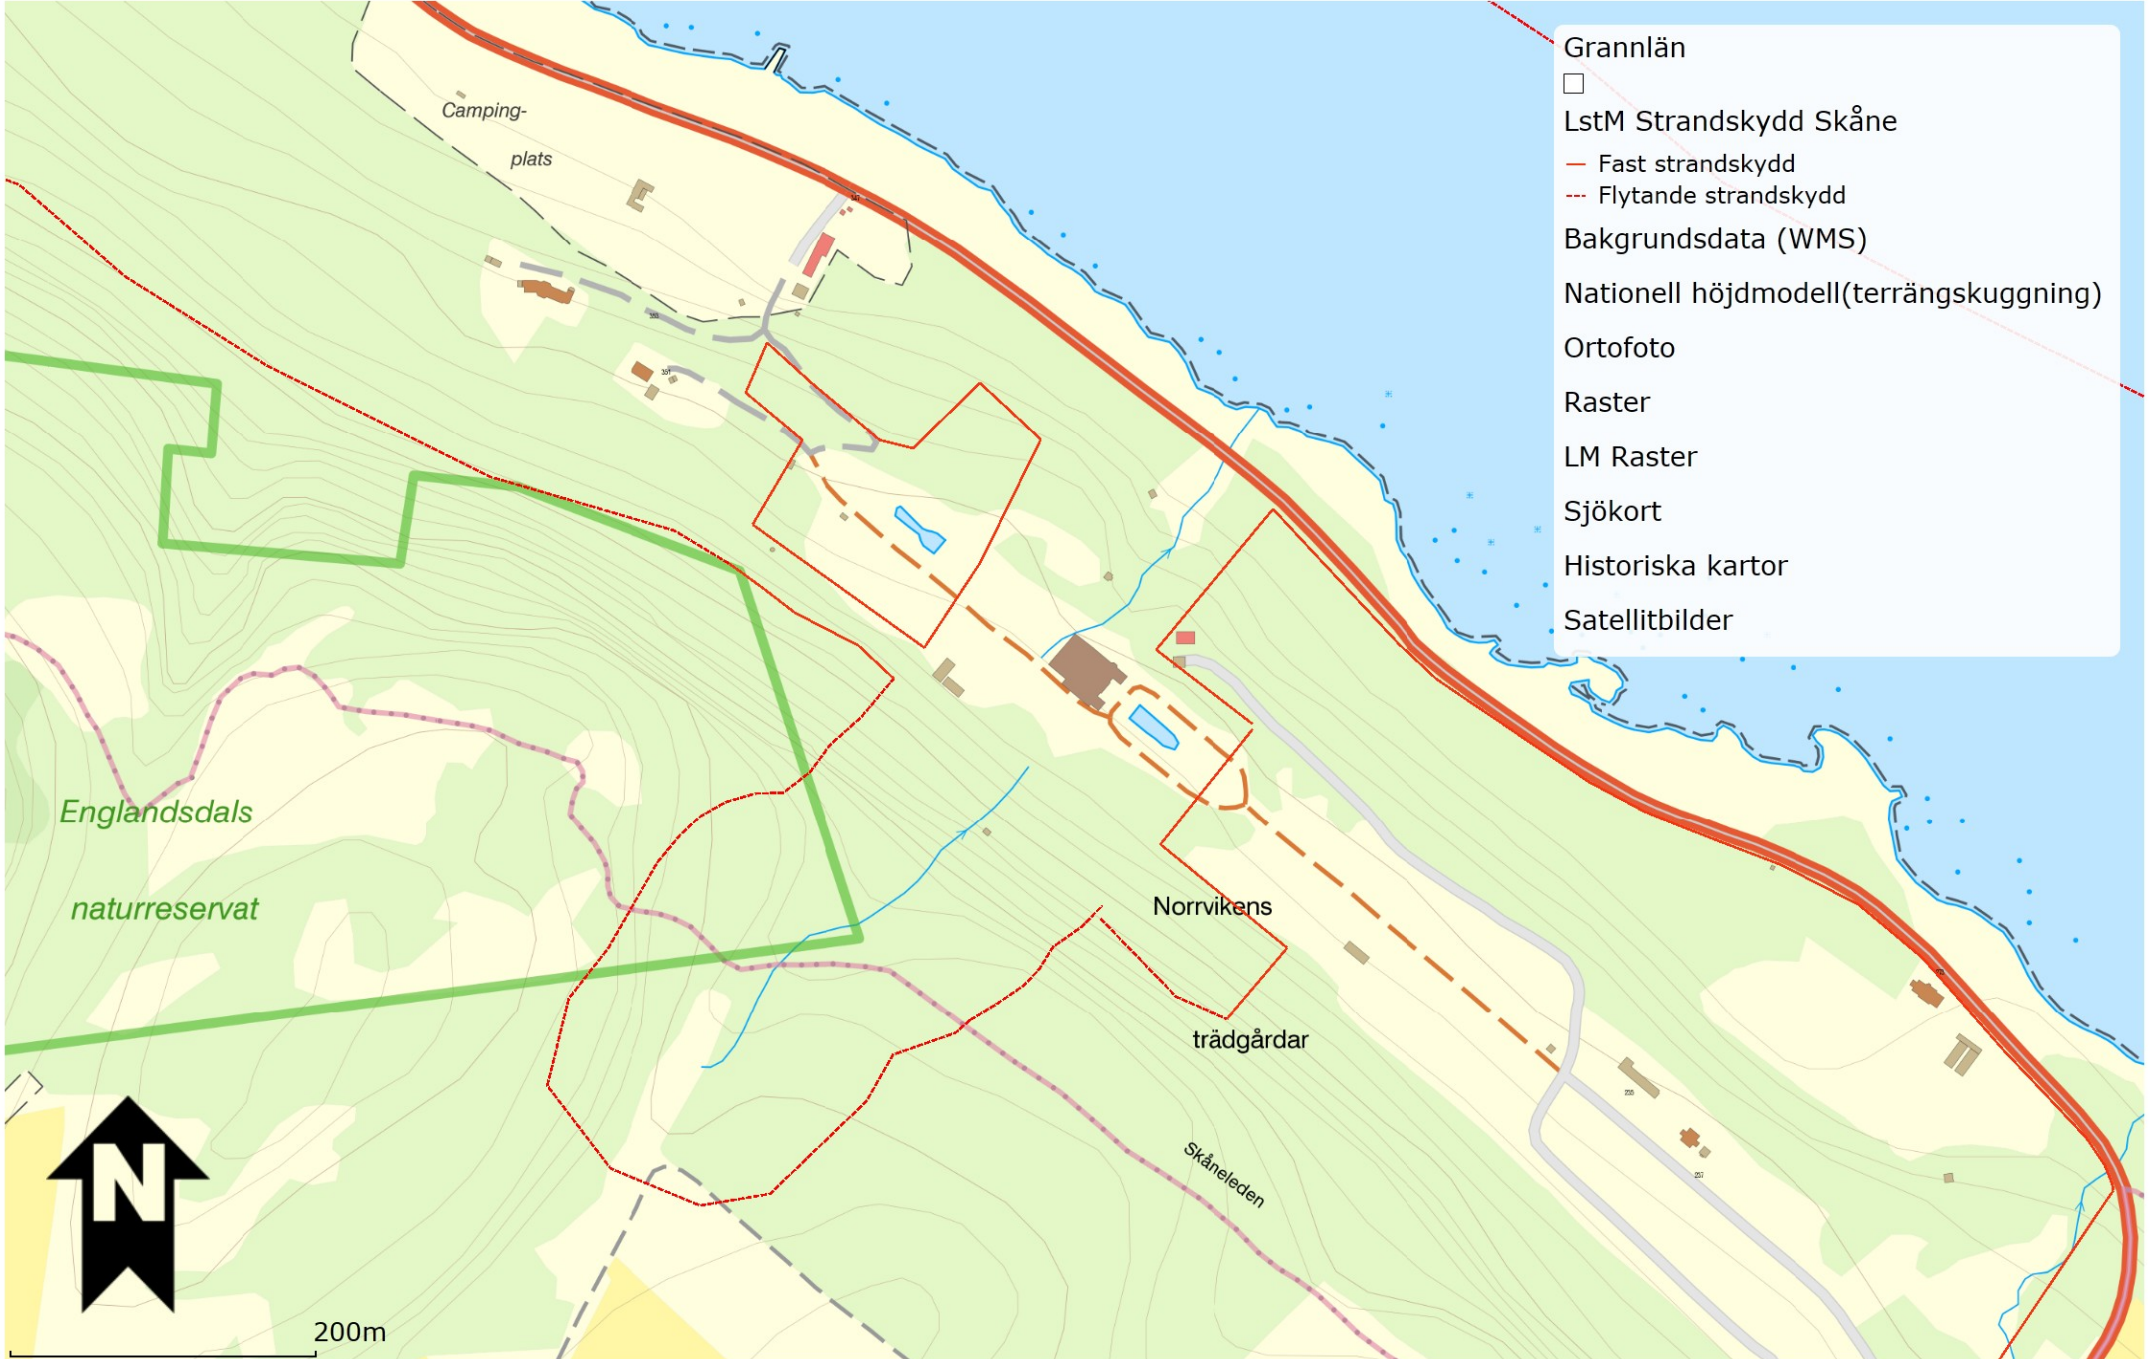 Grannlän
LstM Strandskydd Skåne
Fast strandskydd
Flytande strandskydd
Bakgrundsdata (WMS)
Nationell höjdmodell(terrängskuggning)
Ortofoto
Raster
LM Raster
Sjökort
Historiska kartor
Satellitbilder
Camping-
plats
351
Englandsdals
naturreservat
Norrvikens
trädgårdar
Skåneleden
N
200m